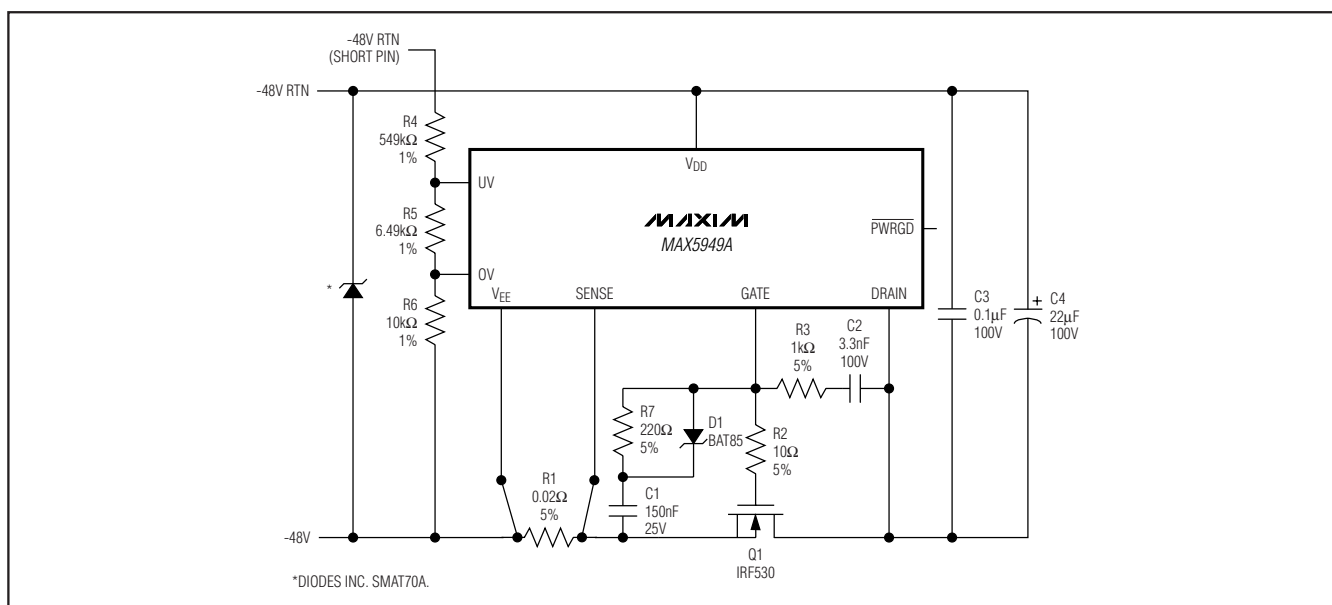 -48V RTN
(SHORT PIN)
-48V RTN
R4
549kΩ
1%
VDD
UV
R5
6.49kΩ
1%
MAXIM
MAX5949A
PWRGD
OV
*
R6
10kΩ
1%
VEE
SENSE
GATE
DRAIN
C3
0.1μF
100V
+
C4
22μF
100V
R3
1kΩ
5%
C2
3.3nF
100V
R7
220Ω
5%
D1
BAT85
R2
10Ω
5%
R1
0.02Ω
5%
C1
150nF
25V
-48V
Q1
IRF530
*DIODES INC. SMAT70A.